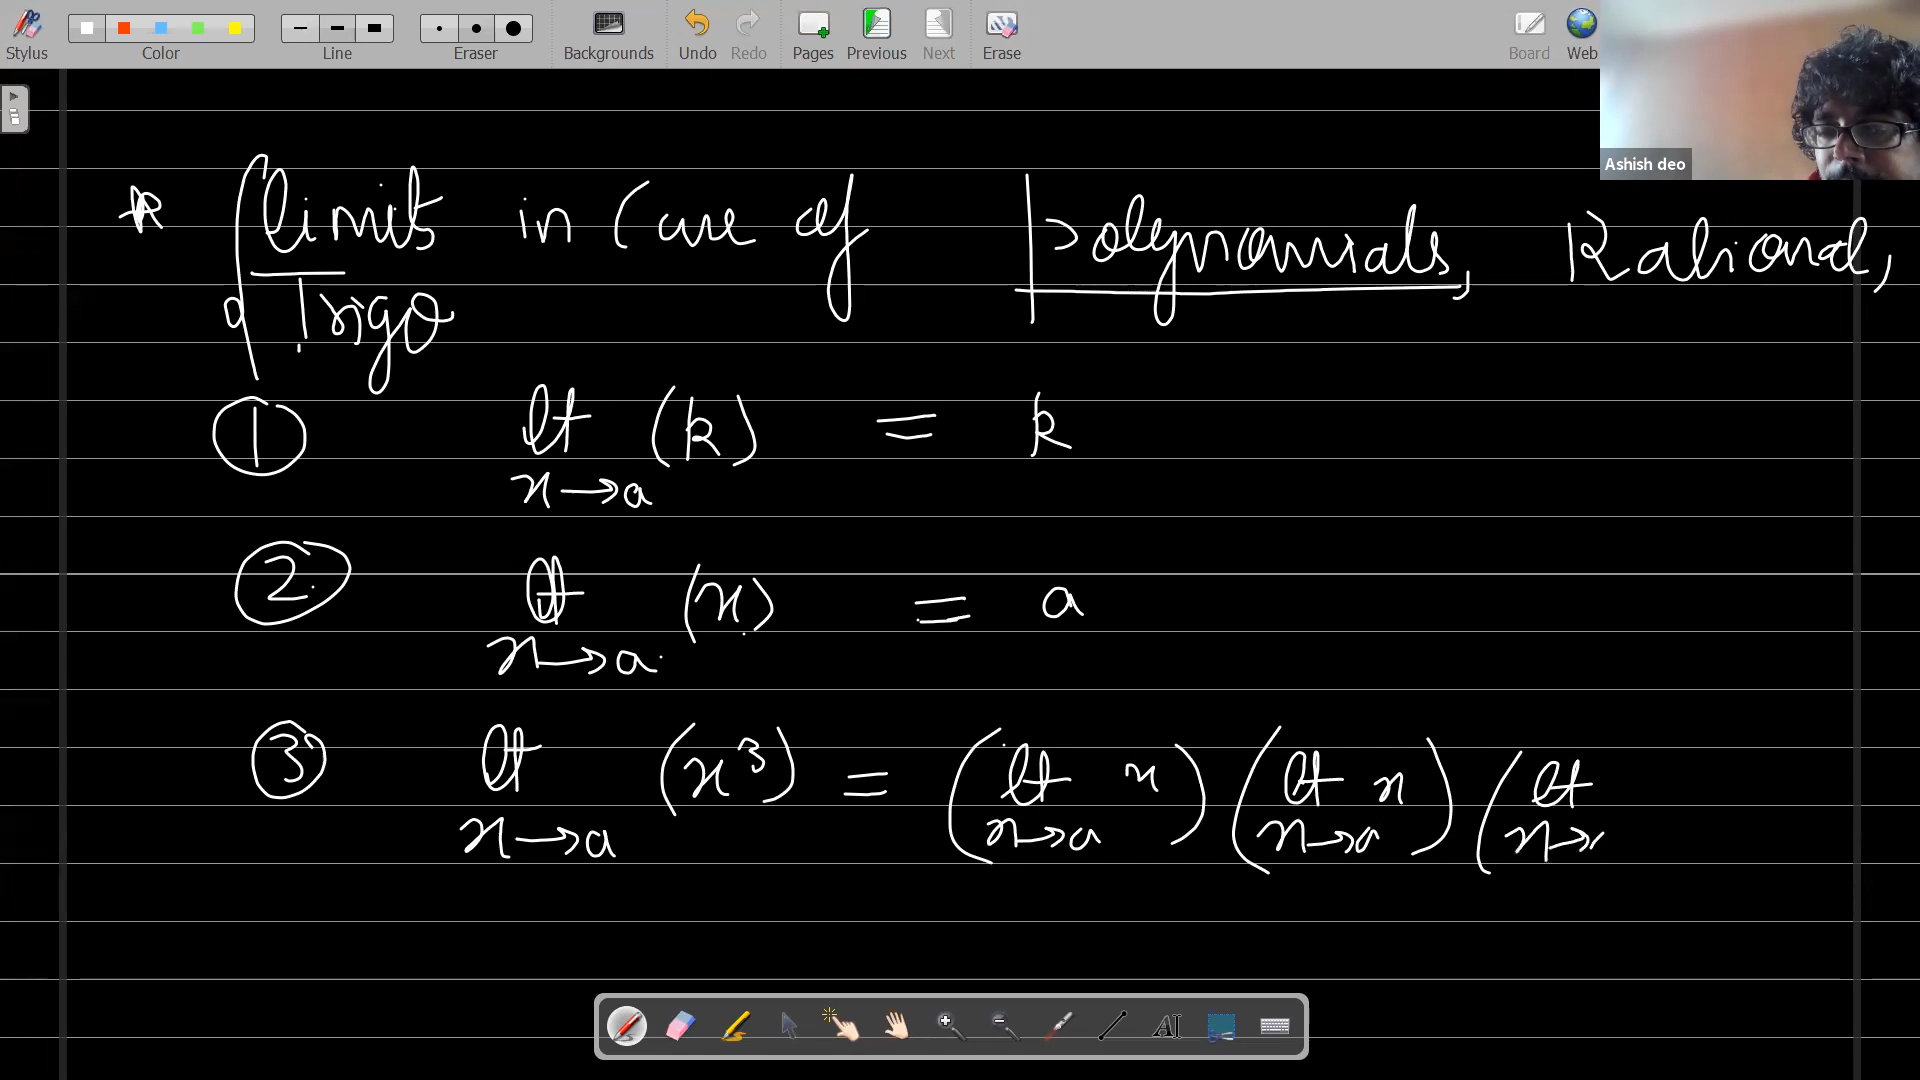 Stylus Color Line Eraser Backgrounds Undo Redo Pages Previous Next Erase Board Web
Ashish deo
* limits in Case of Polynomials, Rational,
Trigo
① lt x→a (k) = k
② lt x→a (x) = a
③ lt x→a (x³) = (lt x→a x) (lt x→a x) (lt x→